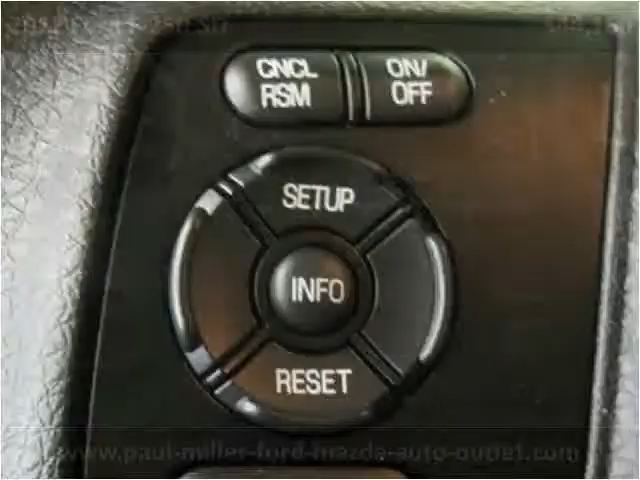 CNCL
RSM
ON/
OFF
SETUP
INFO
RESET
www.paul-miller-ford-mazda-auto-outlet.com